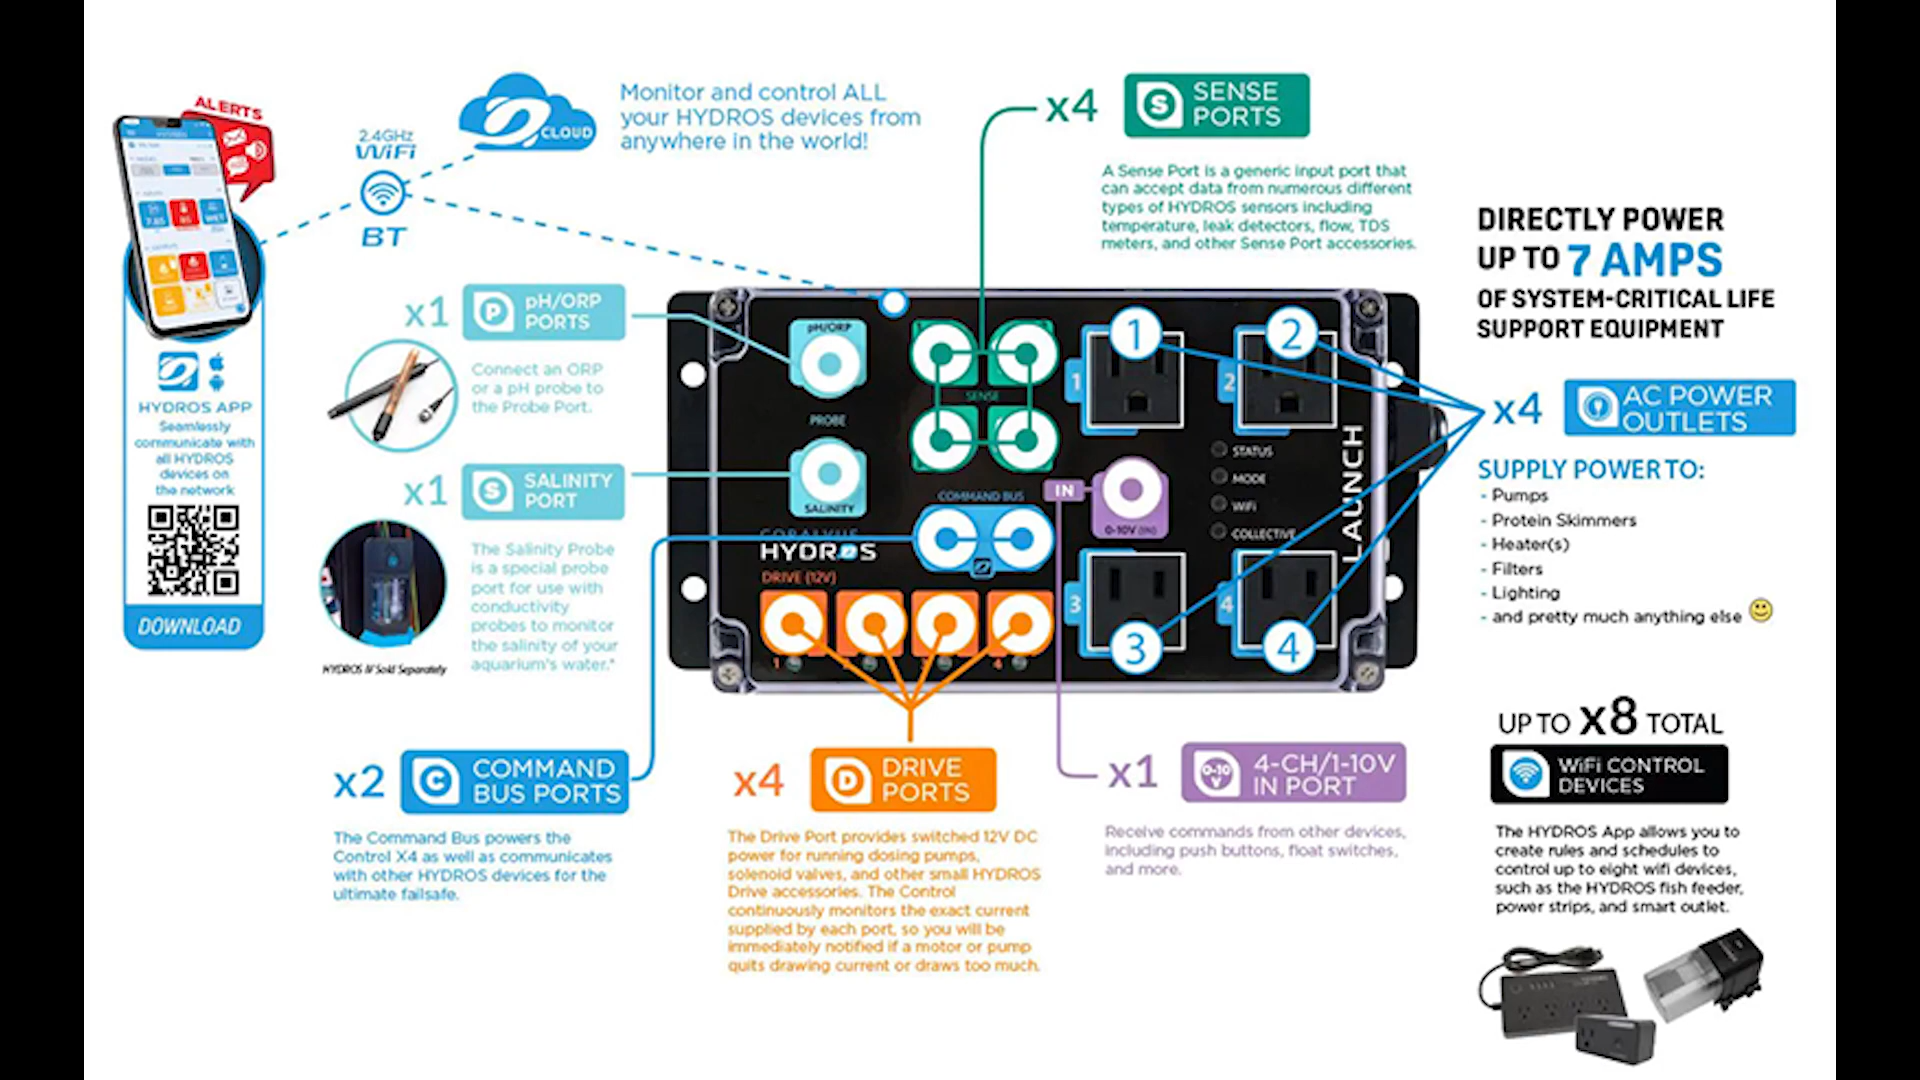 ALERTS
2.4GHz
WiFi
BT
CLOUD
Monitor and control ALL
your HYDROS devices from
anywhere in the world!
x4
SENSE
PORTS
A Sense Port is a generic input port that
can accept data from numerous different
types of HYDROS sensors including
temperature, leak detectors, flow, TDS
meters, and other Sense Port accessories.
DIRECTLY POWER
UP TO 7 AMPS
OF SYSTEM-CRITICAL LIFE
SUPPORT EQUIPMENT
x4
AC POWER
OUTLETS
SUPPLY POWER TO:
- Pumps
- Protein Skimmers
- Heater(s)
- Filters
- Lighting
- and pretty much anything else
HYDROS APP
Seamlessly
communicate with
all HYDROS
devices on
the network
DOWNLOAD
x1
pH/ORP
PORTS
Connect an ORP
or a pH probe to
the Probe Port.
x1
SALINITY
PORT
The Salinity Probe
is a special probe
port for use with
conductivity
probes to monitor
the salinity of your
aquarium's water.*
HYDROS IV Sold Separately
pH/ORP
PROBE
SALINITY
SENSE
COMMAND BUS
HYDROS
DRIVE (12V)
1
4
IN
0-10V (IN)
1
1
2
2
3
3
4
4
STATUS
MODE
WiFi
COLLECTIVE
LAUNCH
x2
COMMAND
BUS PORTS
The Command Bus powers the
Control X4 as well as communicates
with other HYDROS devices for the
ultimate failsafe.
x4
DRIVE
PORTS
The Drive Port provides switched 12V DC
power for running dosing pumps,
solenoid valves, and other small HYDROS
Drive accessories. The Control
continuously monitors the exact current
supplied by each port, so you will be
immediately notified if a motor or pump
quits drawing current or draws too much.
x1
0-10
V
4-CH/1-10V
IN PORT
Receive commands from other devices,
including push buttons, float switches,
and more.
UP TO x8 TOTAL
WiFi CONTROL
DEVICES
The HYDROS App allows you to
create rules and schedules to
control up to eight wifi devices,
such as the HYDROS fish feeder,
power strips, and smart outlet.